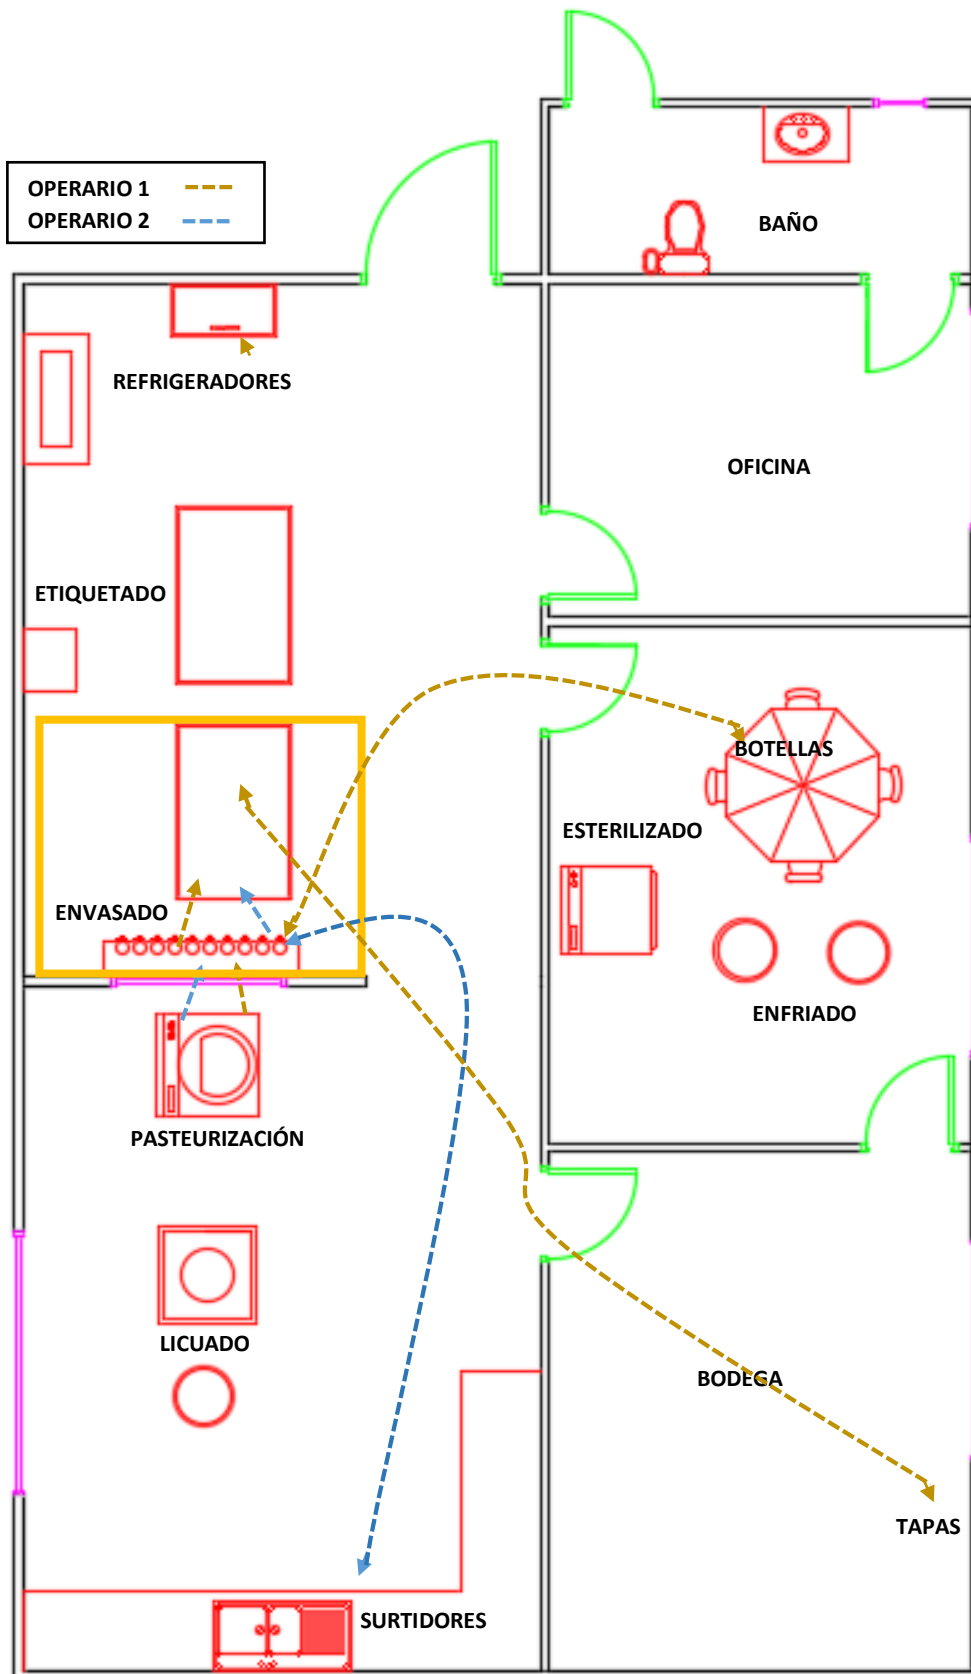 OPERARIO 1
OPERARIO 2
BAÑO
REFRIGERADORES
OFICINA
ETIQUETADO
BOTELLAS
ESTERILIZADO
ENVASADO
ENFRIADO
PASTEURIZACIÓN
LICUADO
BODEGA
TAPAS
SURTIDORES